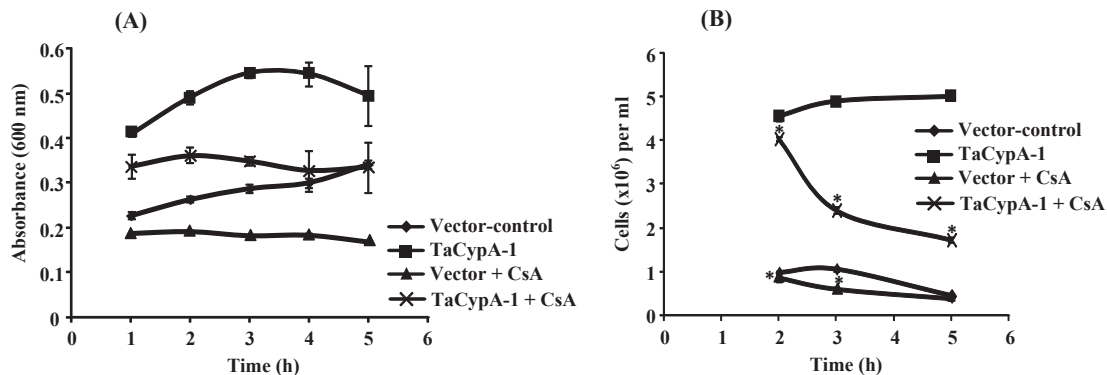 (A)
Absorbance (600 nm)
0.6
0.5
0.4
0.3
0.2
0.1
0
0 1 2 3 4 5 6
Time (h)
Vector-control
TaCypA-1
Vector + CsA
TaCypA-1 + CsA
(B)
Cells (x10⁶) per ml
6
5
4
3
2
1
0
0 1 2 3 4 5 6
Time (h)
*
*
*
*
*
Vector-control
TaCypA-1
Vector + CsA
TaCypA-1 + CsA